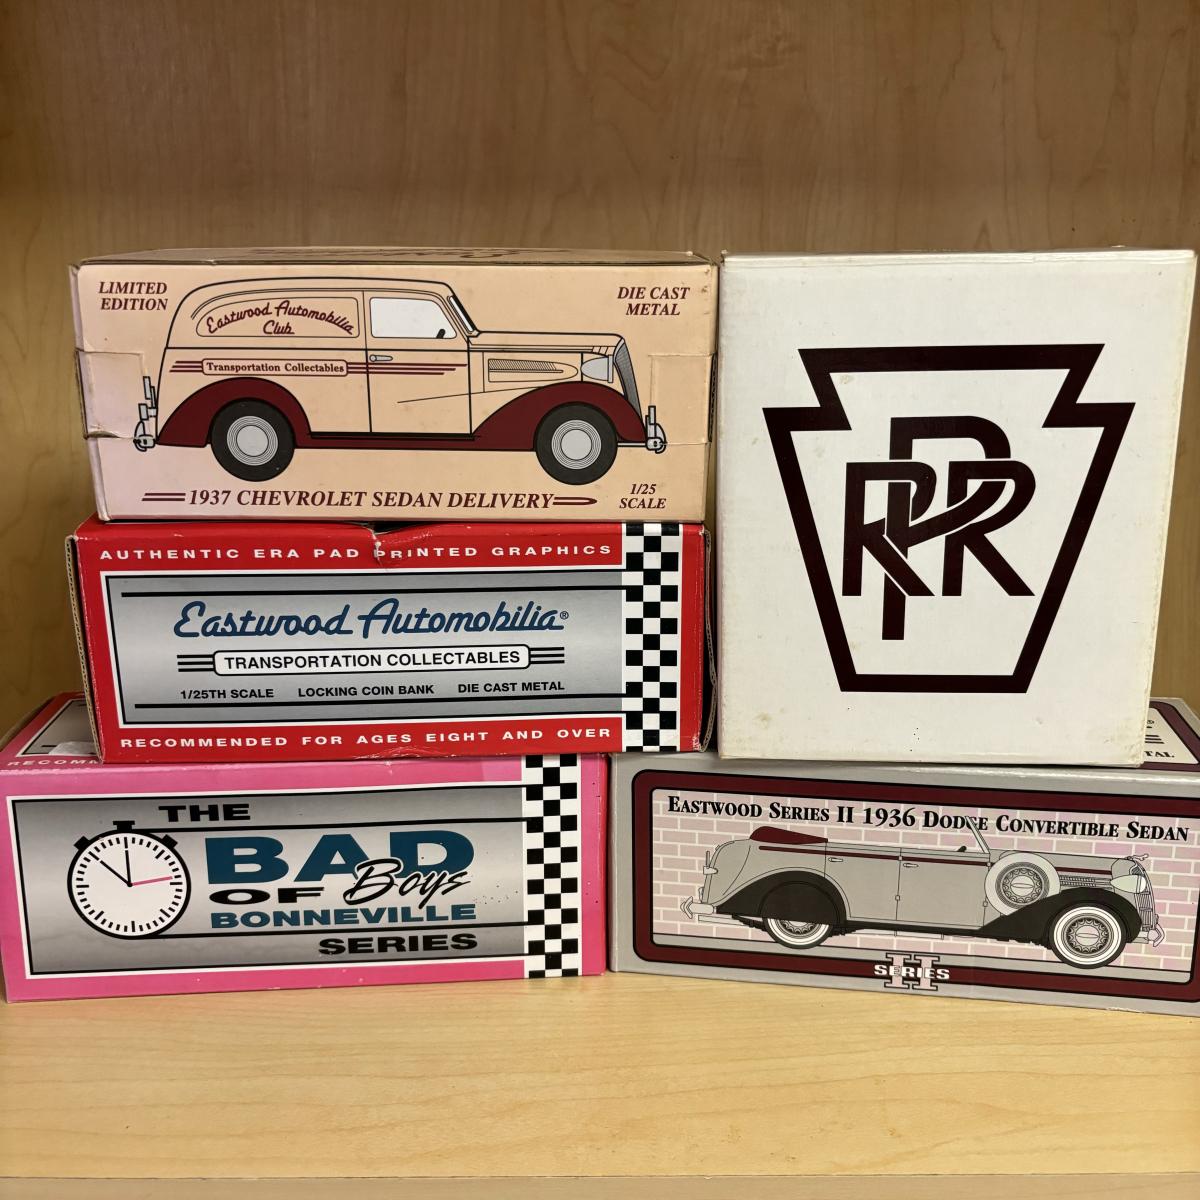 LIMITED
EDITION
DIE CAST
METAL
Eastwood Automobilia
Club
Transportation Collectables
1937 CHEVROLET SEDAN DELIVERY
1/25
SCALE
AUTHENTIC ERA PAD PRINTED GRAPHICS
Eastwood Automobilia®
TRANSPORTATION COLLECTABLES
1/25TH SCALE LOCKING COIN BANK DIE CAST METAL
RECOMMENDED FOR AGES EIGHT AND OVER
PRR
THE
BAD
Boys
OF
BONNEVILLE
SERIES
EASTWOOD SERIES II 1936 DODGE CONVERTIBLE SEDAN
II
SERIES